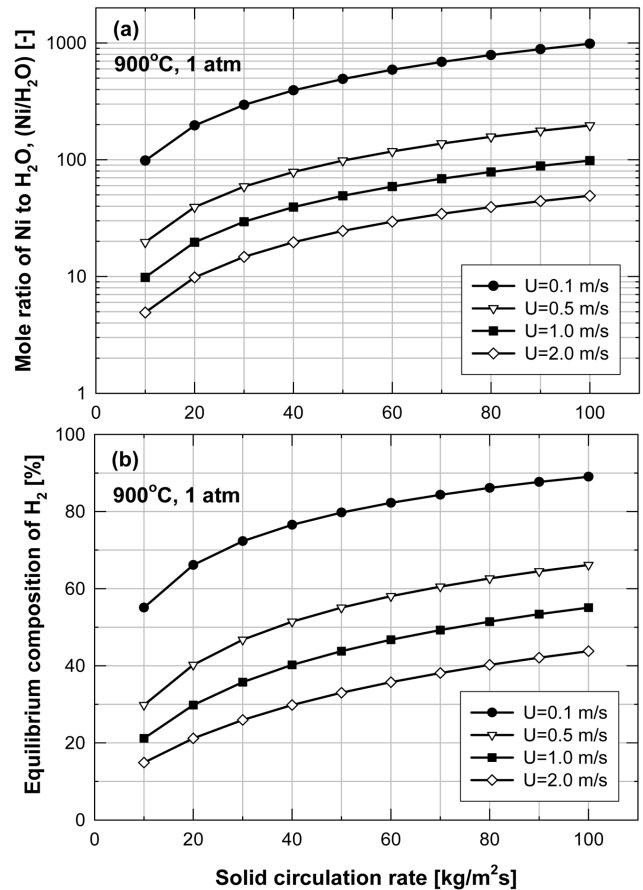 (a)
900°C, 1 atm
Mole ratio of Ni to H₂O, (Ni/H₂O) [-]
1000
100
10
1
U=0.1 m/s
U=0.5 m/s
U=1.0 m/s
U=2.0 m/s
0 20 40 60 80 100
(b)
900°C, 1 atm
Equilibrium composition of H₂ [%]
100
80
60
40
20
0
U=0.1 m/s
U=0.5 m/s
U=1.0 m/s
U=2.0 m/s
0 20 40 60 80 100
Solid circulation rate [kg/m²s]